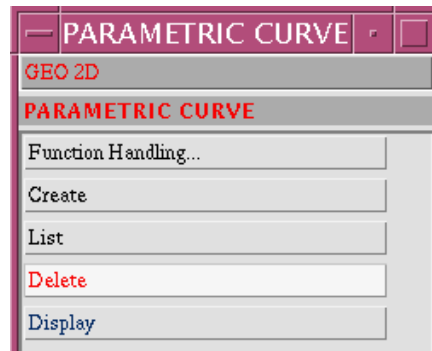 PARAMETRIC CURVE
GEO 2D
PARAMETRIC CURVE
Function Handling...
Create
List
Delete
Display